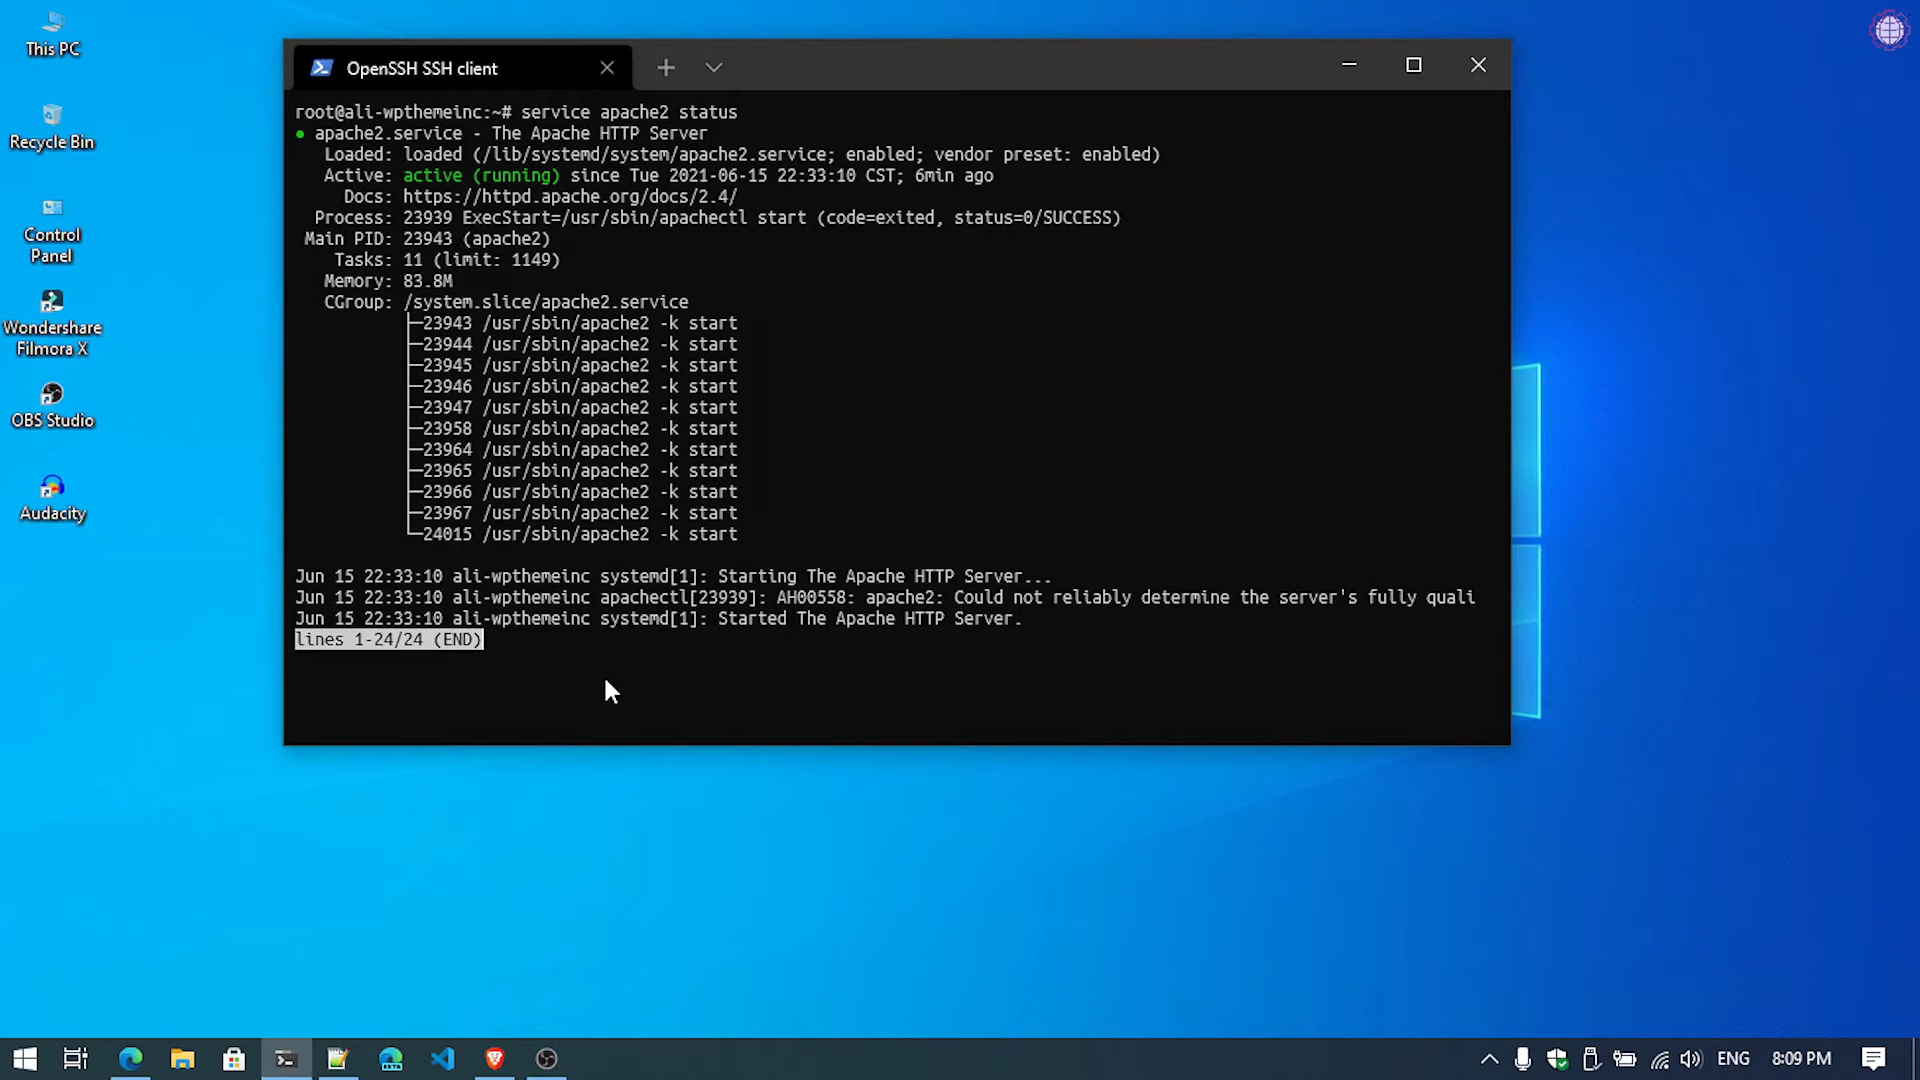 This PC
Recycle Bin
Control
Panel
Wondershare
Filmora X
OBS Studio
Audacity
OpenSSH SSH client
root@ali-wpthemeinc:~# service apache2 status
● apache2.service - The Apache HTTP Server
Loaded: loaded (/lib/systemd/system/apache2.service; enabled; vendor preset: enabled)
Active: active (running) since Tue 2021-06-15 22:33:10 CST; 6min ago
Docs: https://httpd.apache.org/docs/2.4/
Process: 23939 ExecStart=/usr/sbin/apachectl start (code=exited, status=0/SUCCESS)
Main PID: 23943 (apache2)
Tasks: 11 (limit: 1149)
Memory: 83.8M
CGroup: /system.slice/apache2.service
├─23943 /usr/sbin/apache2 -k start
├─23944 /usr/sbin/apache2 -k start
├─23945 /usr/sbin/apache2 -k start
├─23946 /usr/sbin/apache2 -k start
├─23947 /usr/sbin/apache2 -k start
├─23958 /usr/sbin/apache2 -k start
├─23964 /usr/sbin/apache2 -k start
├─23965 /usr/sbin/apache2 -k start
├─23966 /usr/sbin/apache2 -k start
├─23967 /usr/sbin/apache2 -k start
└─24015 /usr/sbin/apache2 -k start
Jun 15 22:33:10 ali-wpthemeinc systemd[1]: Starting The Apache HTTP Server...
Jun 15 22:33:10 ali-wpthemeinc apachectl[23939]: AH00558: apache2: Could not reliably determine the server's fully quali
Jun 15 22:33:10 ali-wpthemeinc systemd[1]: Started The Apache HTTP Server.
lines 1-24/24 (END)
ENG
8:09 PM